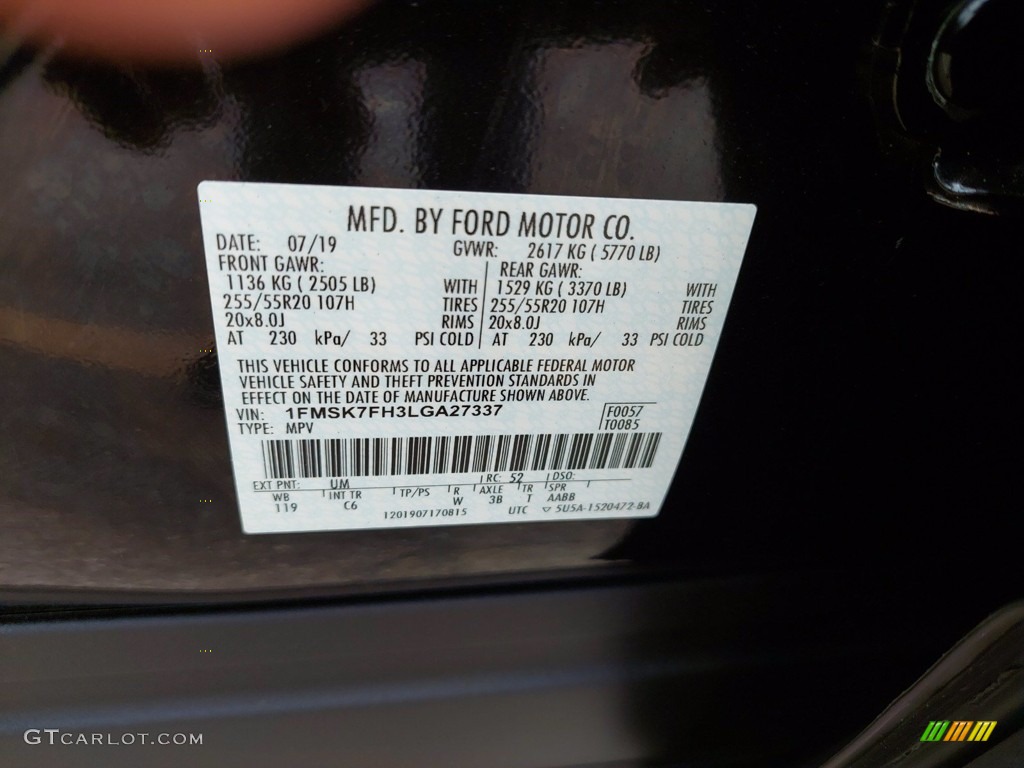 MFD. BY FORD MOTOR CO.
DATE: 07/19 GVWR: 2617 KG ( 5770 LB)
FRONT GAWR: REAR GAWR:
1136 KG ( 2505 LB) WITH 1529 KG ( 3370 LB) WITH
255/55R20 107H TIRES 255/55R20 107H TIRES
20x8.0J RIMS 20x8.0J RIMS
AT 230 kPa/ 33 PSI COLD AT 230 kPa/ 33 PSI COLD
THIS VEHICLE CONFORMS TO ALL APPLICABLE FEDERAL MOTOR
VEHICLE SAFETY AND THEFT PREVENTION STANDARDS IN
EFFECT ON THE DATE OF MANUFACTURE SHOWN ABOVE.
VIN: 1FMSK7FH3LGA27337 F0057
TYPE: MPV T0085
EXT PNT: UM RC: 52 DSO:
WB INT TR TP/PS R AXLE TR SPR
119 C6 W 3B T AABB
1201907170815 UTC 5U5A-1520472-BA
GTCARLOT.COM